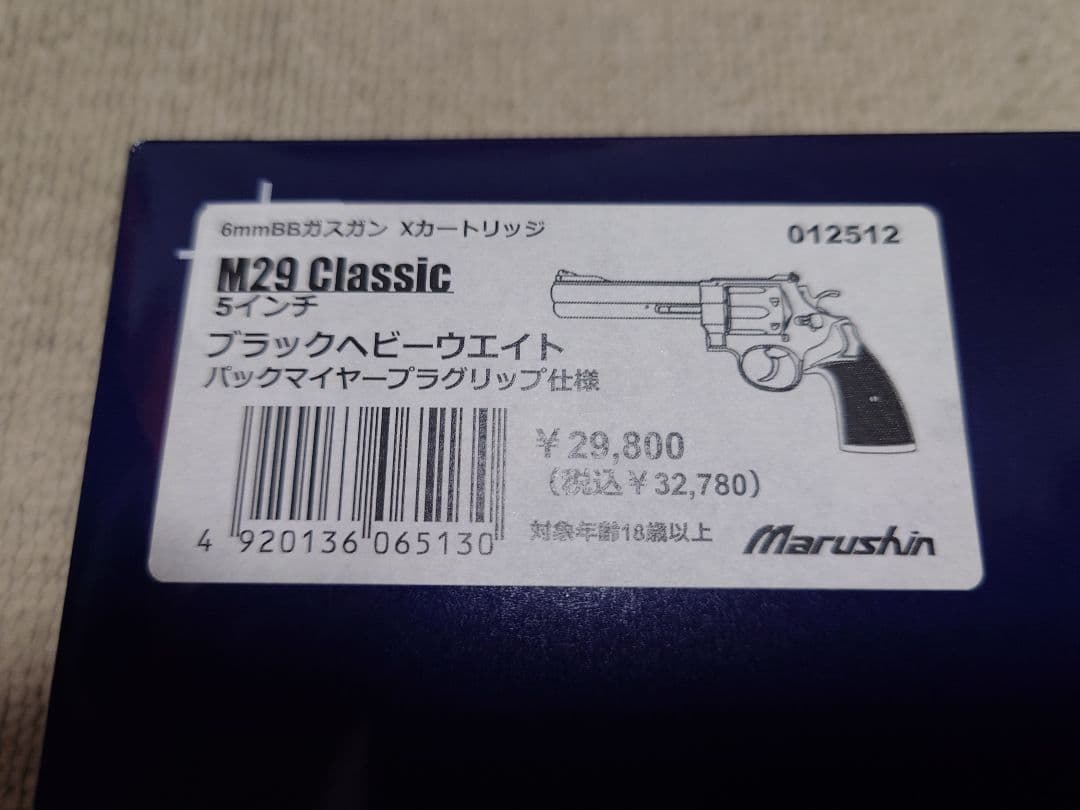 6mmBBガスガン Xカートリッジ
012512
M29 Classic
5インチ
ブラックヘビーウエイト
パックマイヤープラグリップ仕様
¥29,800
(税込¥32,780)
対象年齢18歳以上
Marushin
4 920136 065130